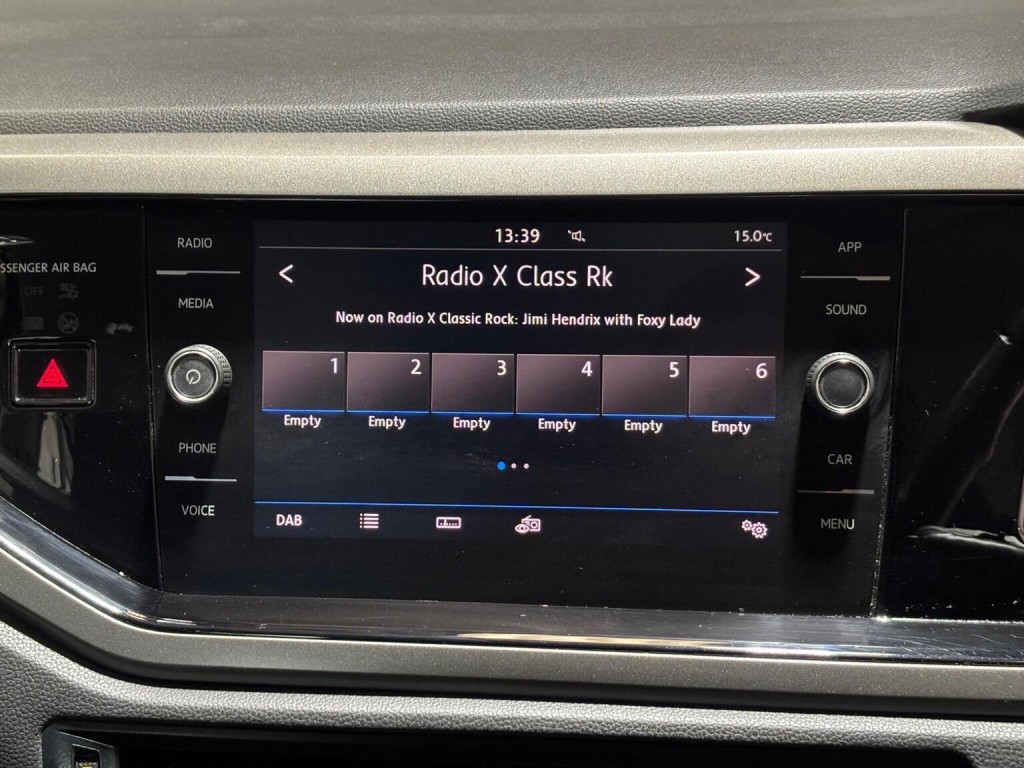 RADIO
MEDIA
PHONE
VOICE
SSENGER AIR BAG
OFF
13:39
15.0°C
< Radio X Class Rk >
Now on Radio X Classic Rock: Jimi Hendrix with Foxy Lady
1 2 3 4 5 6
Empty Empty Empty Empty Empty Empty
DAB
APP
SOUND
CAR
MENU